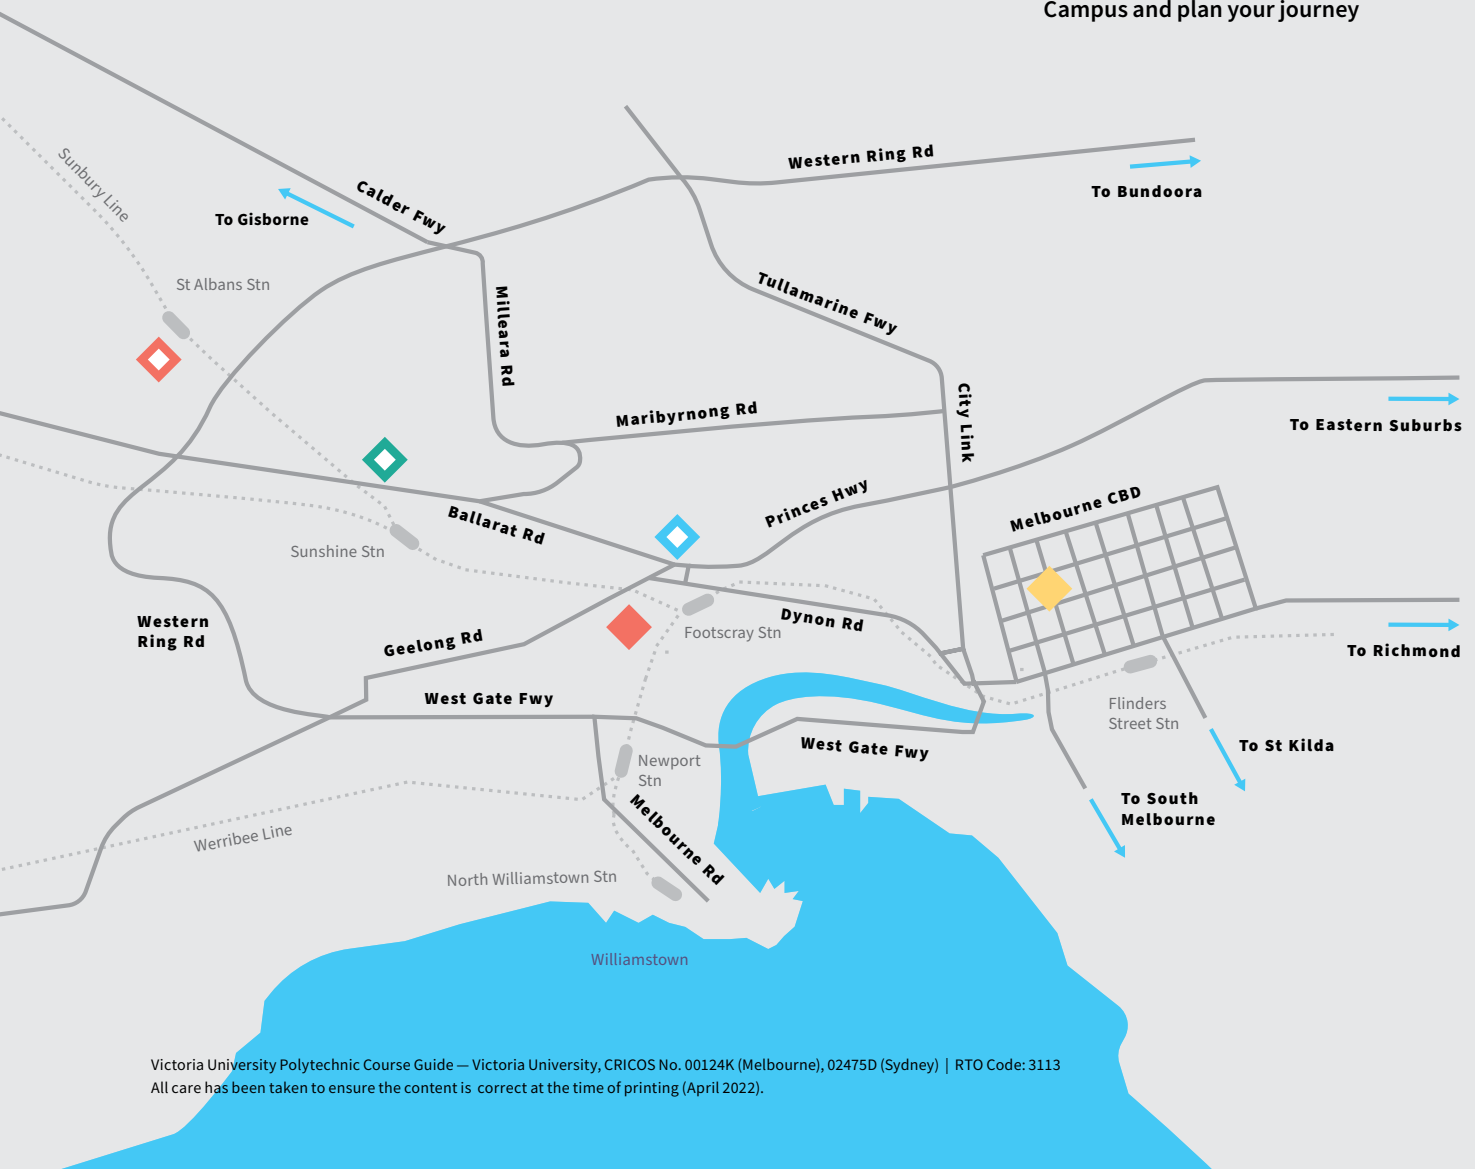 Campus and plan your journey
Western Ring Rd
To Bundoora
Sunbury Line
Calder Fwy
To Gisborne
St Albans Stn
Tullamarine Fwy
Milleara Rd
City Link
Maribyrnong Rd
To Eastern Suburbs
Princes Hwy
Melbourne CBD
Ballarat Rd
Sunshine Stn
Western
Ring Rd
Geelong Rd
Footscray Stn
Dynon Rd
To Richmond
West Gate Fwy
Flinders
Street Stn
West Gate Fwy
To St Kilda
Newport
Stn
To South
Melbourne
Melbourne Rd
Werribee Line
North Williamstown Stn
Williamstown
Victoria University Polytechnic Course Guide — Victoria University, CRICOS No. 00124K (Melbourne), 02475D (Sydney) | RTO Code: 3113
All care has been taken to ensure the content is correct at the time of printing (April 2022).